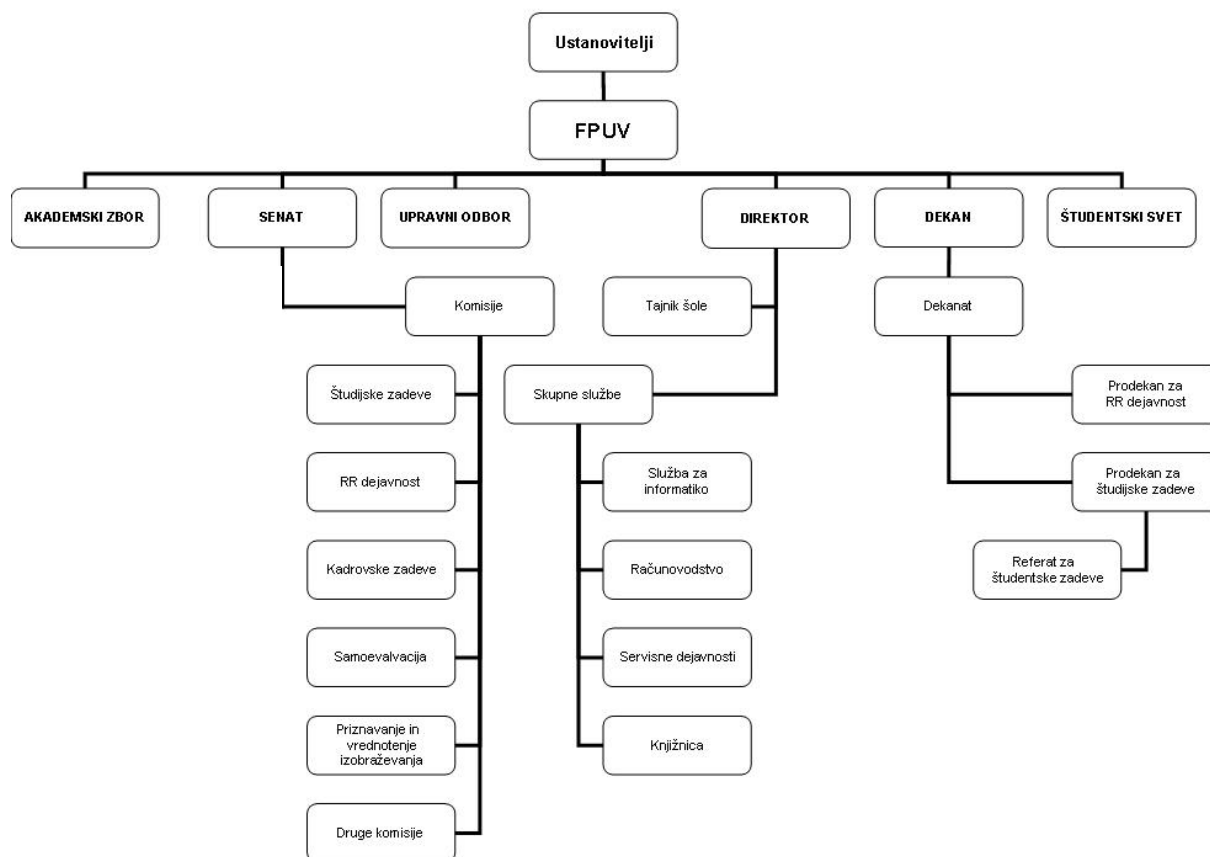 Ustanovitelji
FPUV
AKADEMSKI ZBOR
SENAT
UPRAVNI ODBOR
DIREKTOR
DEKAN
ŠTUDENTSKI SVET
Komisije
Tajnik šole
Dekanat
Študijske zadeve
Skupne službe
Prodekan za
RR dejavnost
RR dejavnost
Služba za
informatiko
Prodekan za
študijske zadeve
Kadrovske zadeve
Računovodstvo
Referat za
študentske zadeve
Samoevalvacija
Servisne dejavnosti
Priznavanje in
vrednotenje
izobraževanja
Knjižnica
Druge komisije